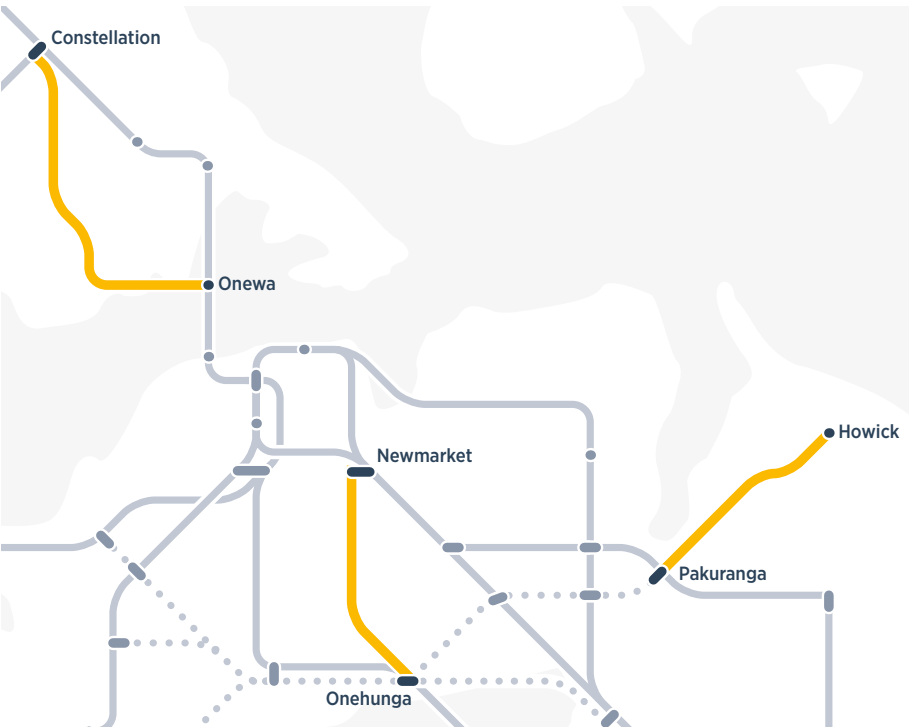 Constellation
Onewa
Howick
Newmarket
Pakuranga
Onehunga